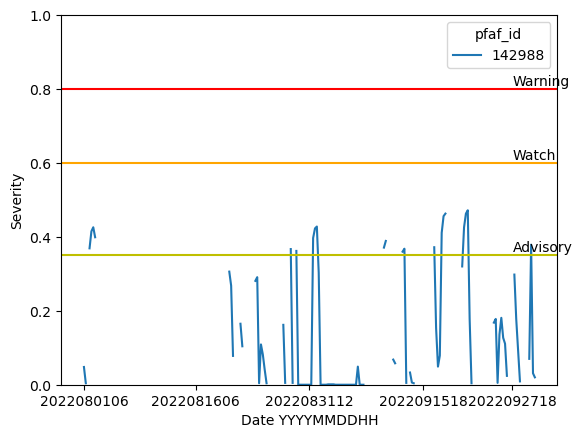 1.0
pfaf_id
142988
0.8
Warning
0.6
Watch
Severity
0.4
Advisory
0.2
0.0
2022080106 2022081606 2022083112 2022091518 2022092718
Date YYYYMMDDHH